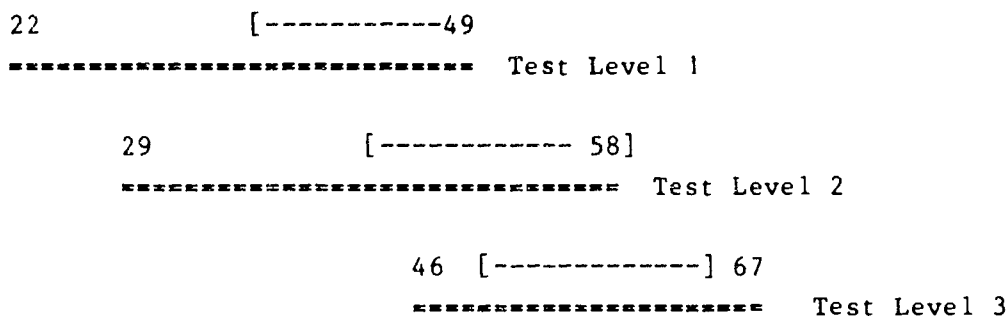 22 [-----------49
============================= Test Level 1
29 [------------ 58]
=============================== Test Level 2
46 [-------------] 67
====================== Test Level 3